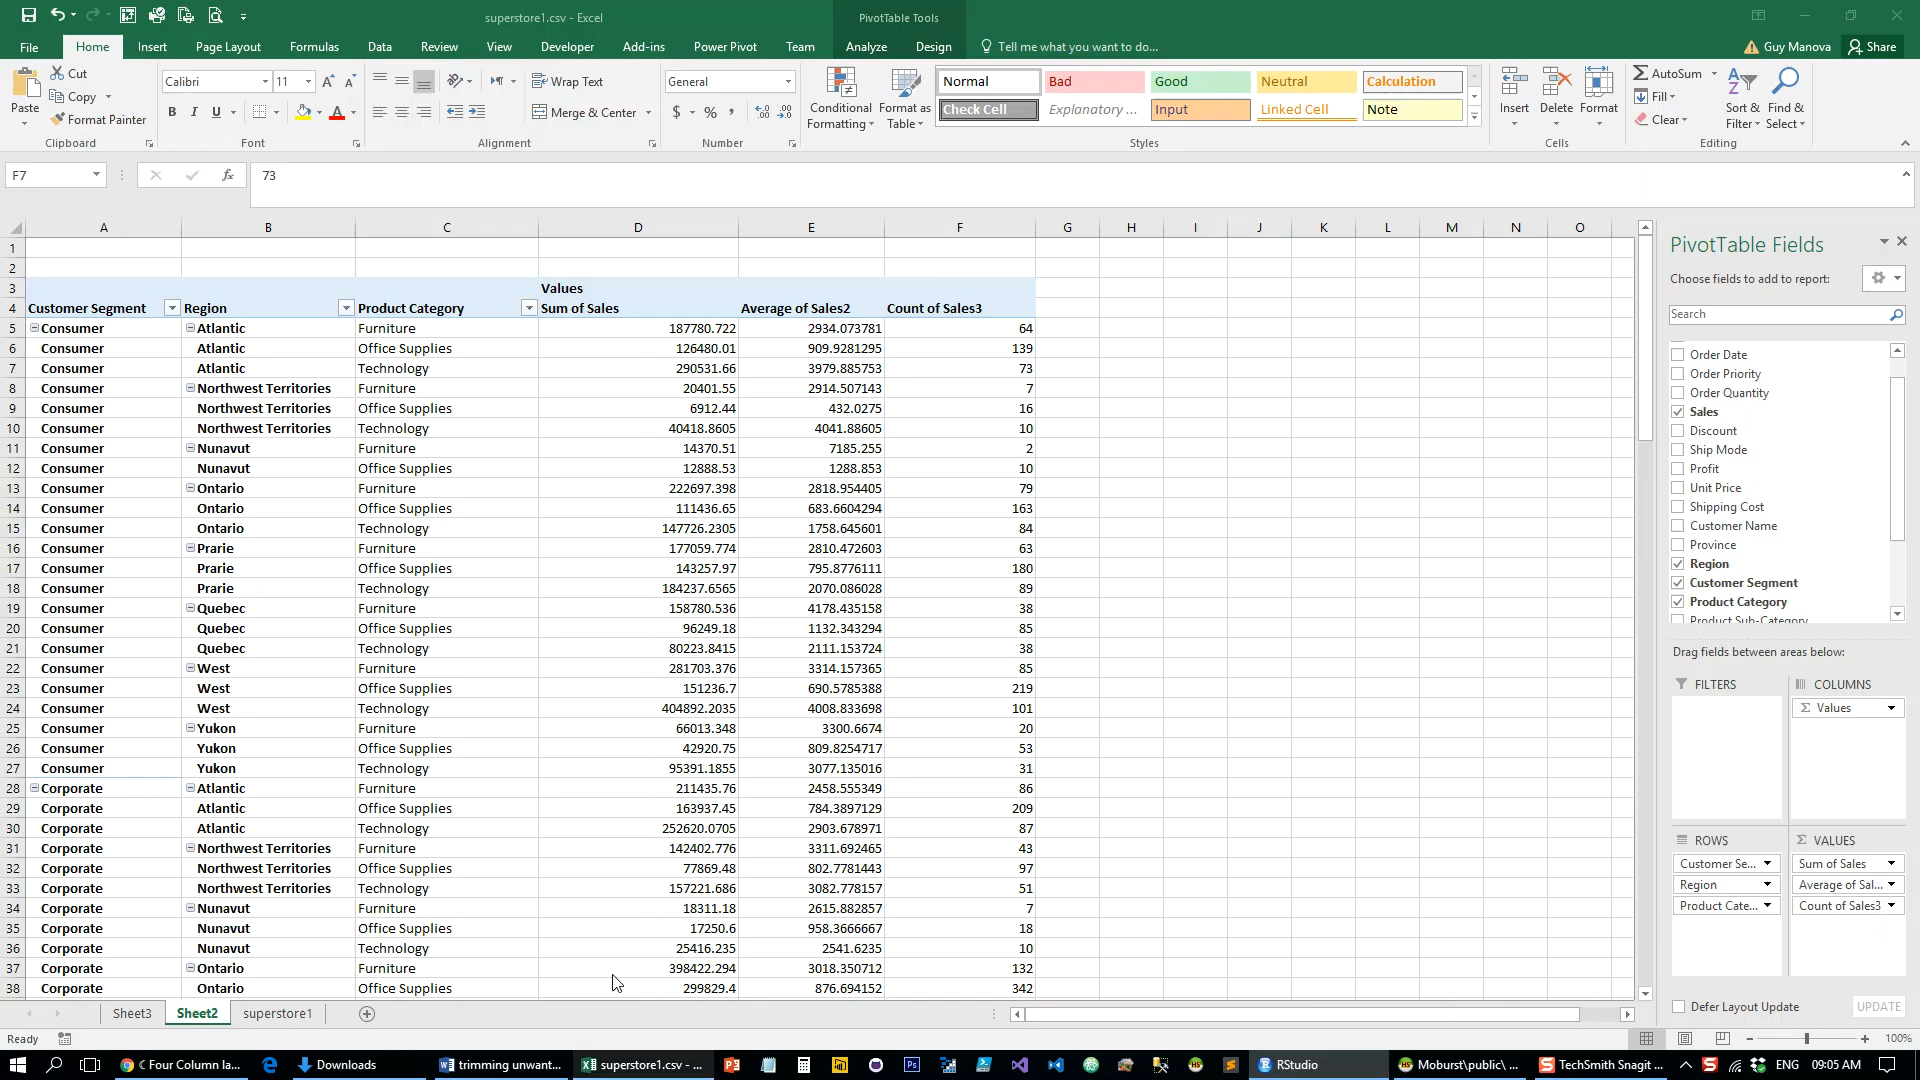 superstore1.csv - Excel
PivotTable Tools
File Home Insert Page Layout Formulas Data Review View Developer Add-ins Power Pivot Team Analyze Design Tell me what you want to do... Guy Manova Share
Paste Cut Copy Format Painter Clipboard
Calibri 11 B I U Font
Wrap Text Merge & Center Alignment
General $ % , Number
Conditional Formatting Format as Table
Normal Bad Good Neutral Calculation
Check Cell Explanatory ... Input Linked Cell Note
Styles
Insert Delete Format Cells
AutoSum Fill Clear Sort & Filter Find & Select Editing
F7 fx 73
A B C D E F G H I J K L M N O
1
2
3 Values
4 Customer Segment Region Product Category Sum of Sales Average of Sales2 Count of Sales3
5 Consumer Atlantic Furniture 187780.722 2934.073781 64
6 Consumer Atlantic Office Supplies 126480.01 909.9281295 139
7 Consumer Atlantic Technology 290531.66 3979.885753 73
8 Consumer Northwest Territories Furniture 20401.55 2914.507143 7
9 Consumer Northwest Territories Office Supplies 6912.44 432.0275 16
10 Consumer Northwest Territories Technology 40418.8605 4041.88605 10
11 Consumer Nunavut Furniture 14370.51 7185.255 2
12 Consumer Nunavut Office Supplies 12888.53 1288.853 10
13 Consumer Ontario Furniture 222697.398 2818.954405 79
14 Consumer Ontario Office Supplies 111436.65 683.6604294 163
15 Consumer Ontario Technology 147726.2305 1758.645601 84
16 Consumer Prarie Furniture 177059.774 2810.472603 63
17 Consumer Prarie Office Supplies 143257.97 795.8776111 180
18 Consumer Prarie Technology 184237.6565 2070.086028 89
19 Consumer Quebec Furniture 158780.536 4178.435158 38
20 Consumer Quebec Office Supplies 96249.18 1132.343294 85
21 Consumer Quebec Technology 80223.8415 2111.153724 38
22 Consumer West Furniture 281703.376 3314.157365 85
23 Consumer West Office Supplies 151236.7 690.5785388 219
24 Consumer West Technology 404892.2035 4008.833698 101
25 Consumer Yukon Furniture 66013.348 3300.6674 20
26 Consumer Yukon Office Supplies 42920.75 809.8254717 53
27 Consumer Yukon Technology 95391.1855 3077.135016 31
28 Corporate Atlantic Furniture 211435.76 2458.555349 86
29 Corporate Atlantic Office Supplies 163937.45 784.3897129 209
30 Corporate Atlantic Technology 252620.0705 2903.678971 87
31 Corporate Northwest Territories Furniture 142402.776 3311.692465 43
32 Corporate Northwest Territories Office Supplies 77869.48 802.7781443 97
33 Corporate Northwest Territories Technology 157221.686 3082.778157 51
34 Corporate Nunavut Furniture 18311.18 2615.882857 7
35 Corporate Nunavut Office Supplies 17250.6 958.3666667 18
36 Corporate Nunavut Technology 25416.235 2541.6235 10
37 Corporate Ontario Furniture 398422.294 3018.350712 132
38 Corporate Ontario Office Supplies 299829.4 876.694152 342
PivotTable Fields
Choose fields to add to report:
Search
Order Date
Order Priority
Order Quantity
Sales
Discount
Ship Mode
Profit
Unit Price
Shipping Cost
Customer Name
Province
Region
Customer Segment
Product Category
Product Sub-Category
Drag fields between areas below:
FILTERS COLUMNS
Values
ROWS VALUES
Customer Se... Sum of Sales
Region Average of Sal...
Product Cate... Count of Sales3
Defer Layout Update UPDATE
Sheet3 Sheet2 superstore1
Ready 100%
Four Column la... Downloads trimming unwant... superstore1.csv - ... RStudio Moburst\public\ ... TechSmith Snagit ... ENG 09:05 AM